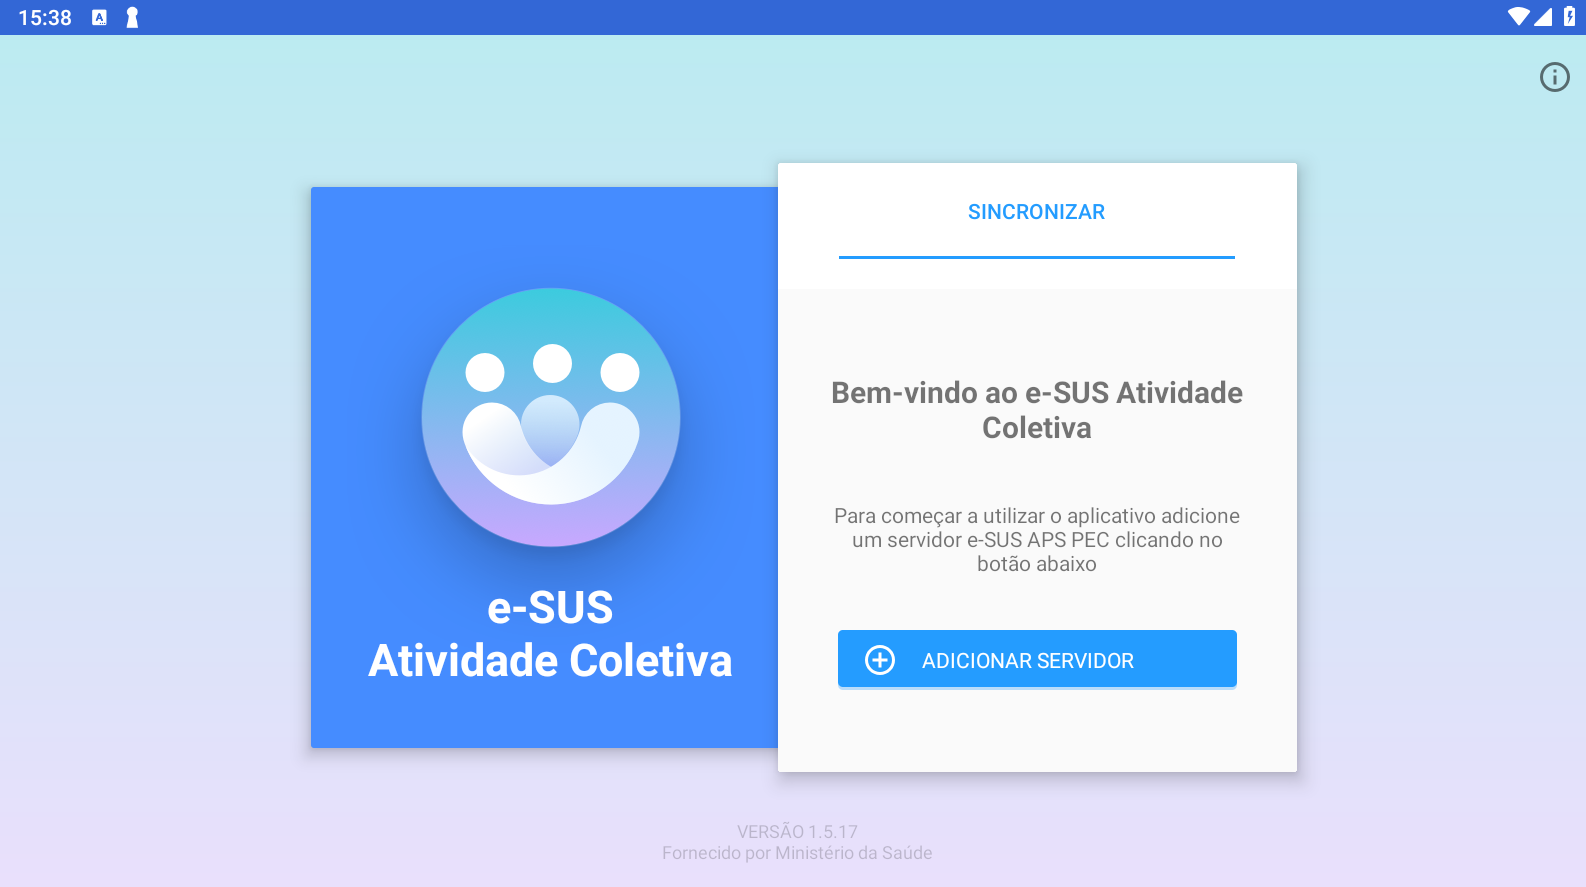 15:38
SINCRONIZAR
e-SUS
Atividade Coletiva
Bem-vindo ao e-SUS Atividade
Coletiva
Para começar a utilizar o aplicativo adicione
um servidor e-SUS APS PEC clicando no
botão abaixo
ADICIONAR SERVIDOR
VERSÃO 1.5.17
Fornecido por Ministério da Saúde